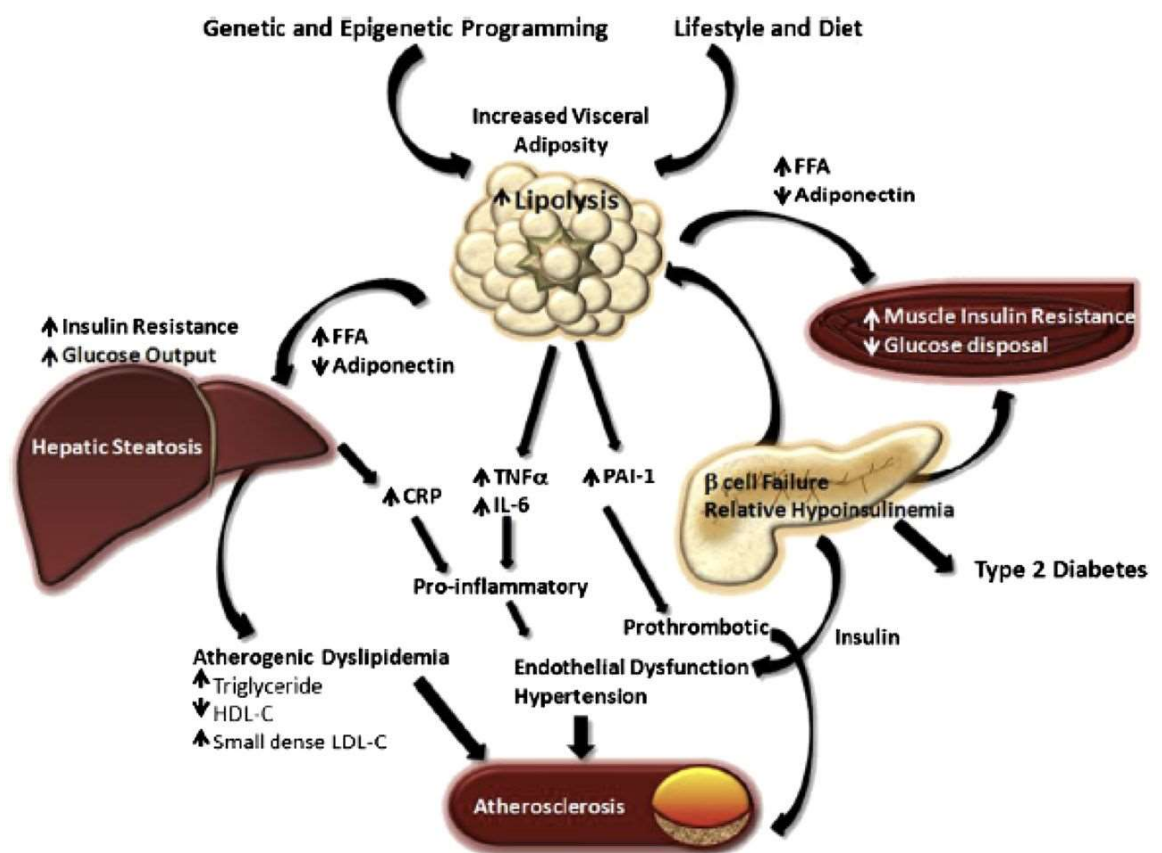 Genetic and Epigenetic Programming
Lifestyle and Diet
Increased Visceral
Adiposity
Lipolysis
FFA
Adiponectin
Muscle Insulin Resistance
Glucose disposal
Insulin Resistance
Glucose Output
FFA
Adiponectin
Hepatic Steatosis
CRP
TNFα
IL-6
PAI-1
β cell Failure
Relative Hypoinsulinemia
Type 2 Diabetes
Pro-inflammatory
Prothrombotic
Insulin
Atherogenic Dyslipidemia
Triglyceride
HDL-C
Small dense LDL-C
Endothelial Dysfunction
Hypertension
Atherosclerosis